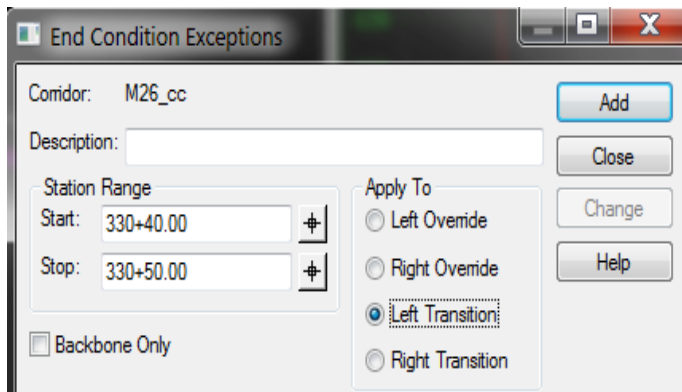 End Condition Exceptions
X
Corridor: M26_cc
Add
Description:
Close
Station Range
Apply To
Start: 330+40.00
Left Override
Change
Stop: 330+50.00
Right Override
Help
Left Transition
Backbone Only
Right Transition